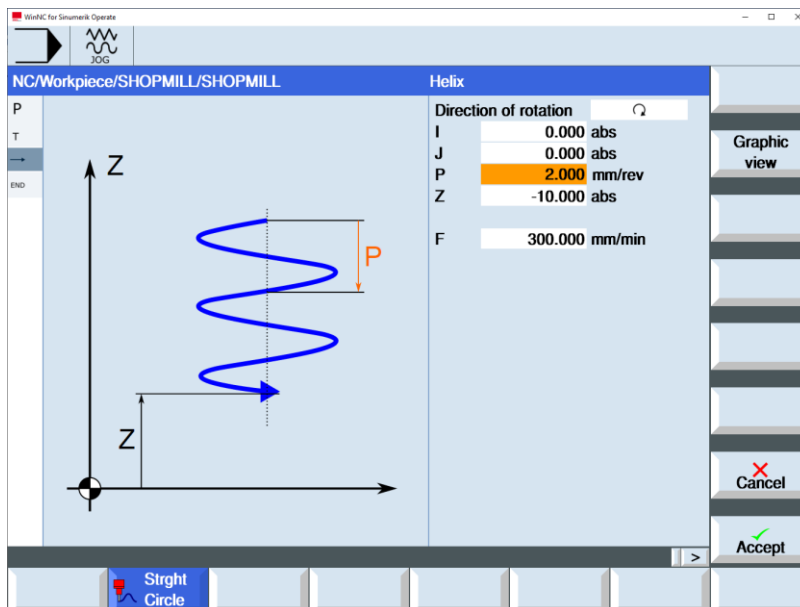 WinNC for Sinumerik Operate
JOG
NC/Workpiece/SHOPMILL/SHOPMILL
Helix
P
T
END
Z
P
Z
Direction of rotation
I 0.000 abs
J 0.000 abs
P 2.000 mm/rev
Z -10.000 abs
F 300.000 mm/min
Graphic
view
Cancel
Accept
>
Strght
Circle